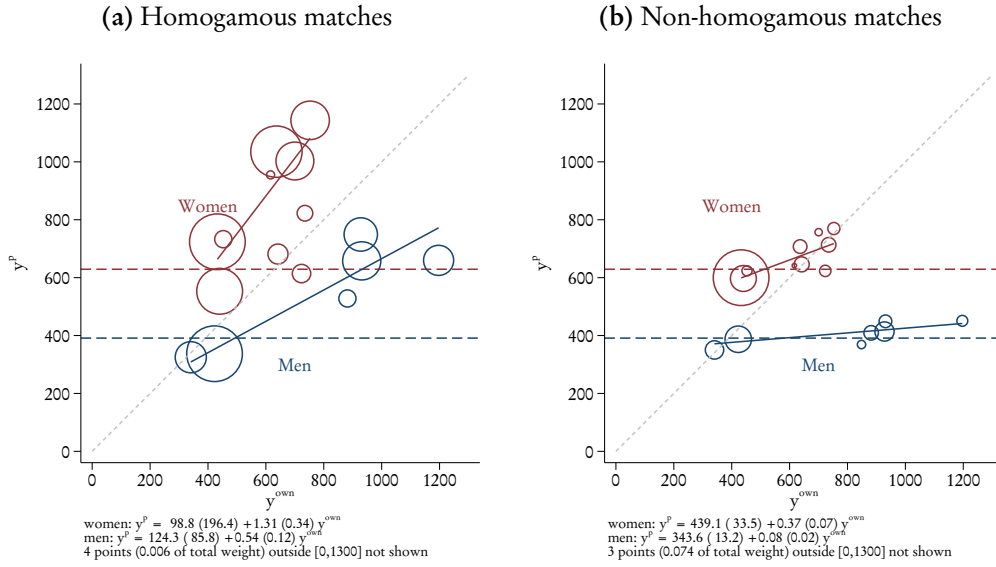 (a) Homogamous matches
1200
1000
800
600
400
200
0
y^p
Women
Men
0 200 400 600 800 1000 1200
y^own
women: y^p = 98.8 (196.4) +1.31 (0.34) y^own
men: y^p = 124.3 ( 85.8) +0.54 (0.12) y^own
4 points (0.006 of total weight) outside [0,1300] not shown
(b) Non-homogamous matches
1200
1000
800
600
400
200
0
y^p
Women
Men
0 200 400 600 800 1000 1200
y^own
women: y^p = 439.1 ( 33.5) +0.37 (0.07) y^own
men: y^p = 343.6 ( 13.2) +0.08 (0.02) y^own
3 points (0.074 of total weight) outside [0,1300] not shown